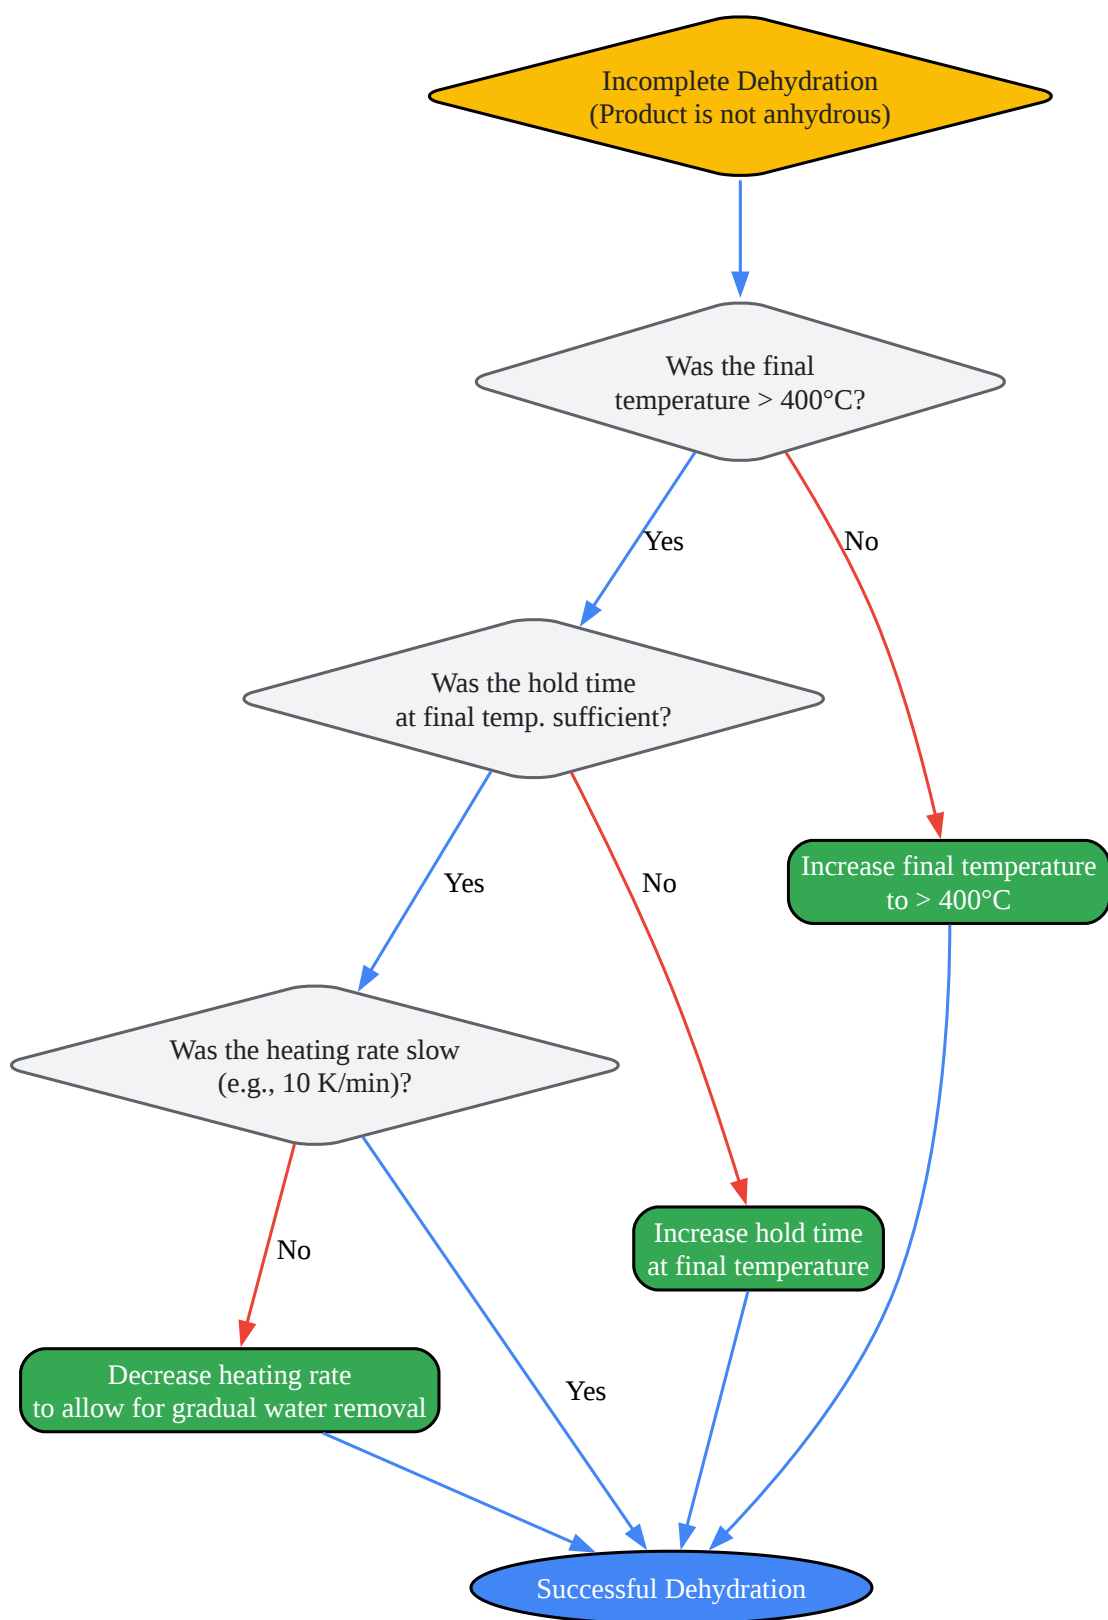 Incomplete Dehydration
(Product is not anhydrous)
Was the final
temperature > 400°C?
Yes
No
Was the hold time
at final temp. sufficient?
Increase final temperature
to > 400°C
Yes
No
Was the heating rate slow
(e.g., 10 K/min)?
Increase hold time
at final temperature
No
Decrease heating rate
to allow for gradual water removal
Yes
Successful Dehydration